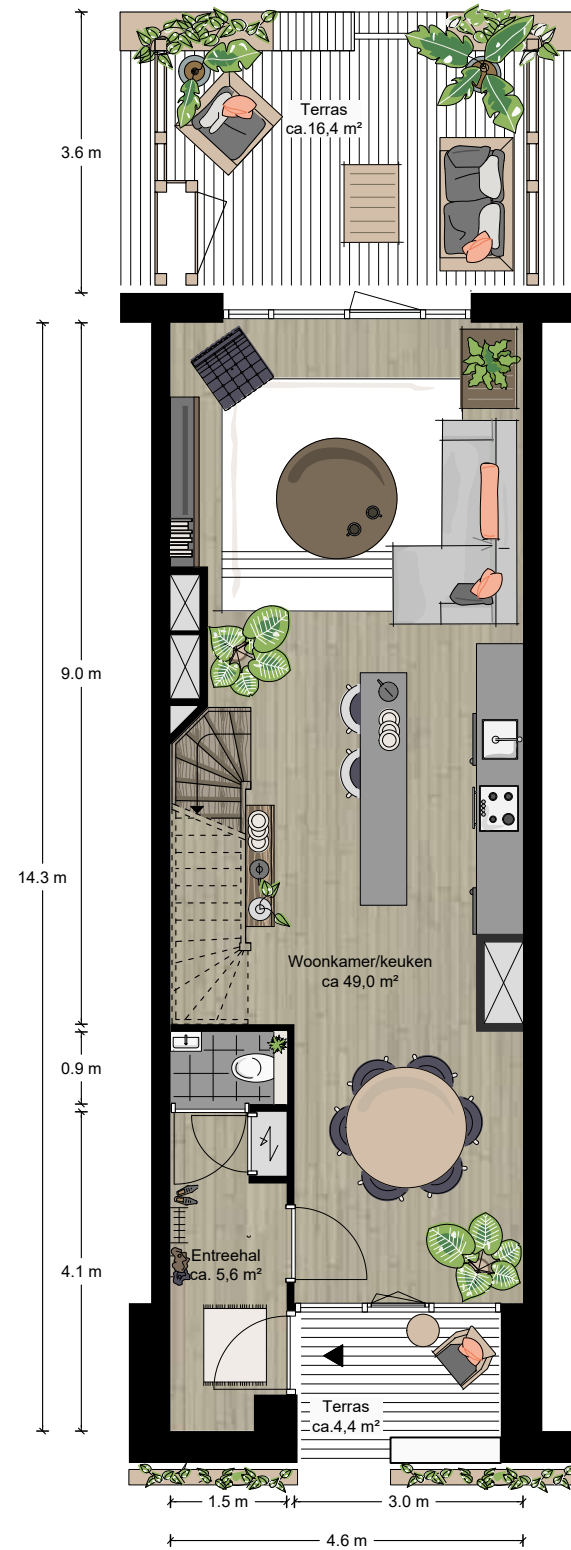 Terras
ca.16,4 m²
3.6 m
9.0 m
14.3 m
Woonkamer/keuken
ca 49,0 m²
0.9 m
4.1 m
Entreehal
ca. 5,6 m²
Terras
ca.4,4 m²
1.5 m
3.0 m
4.6 m